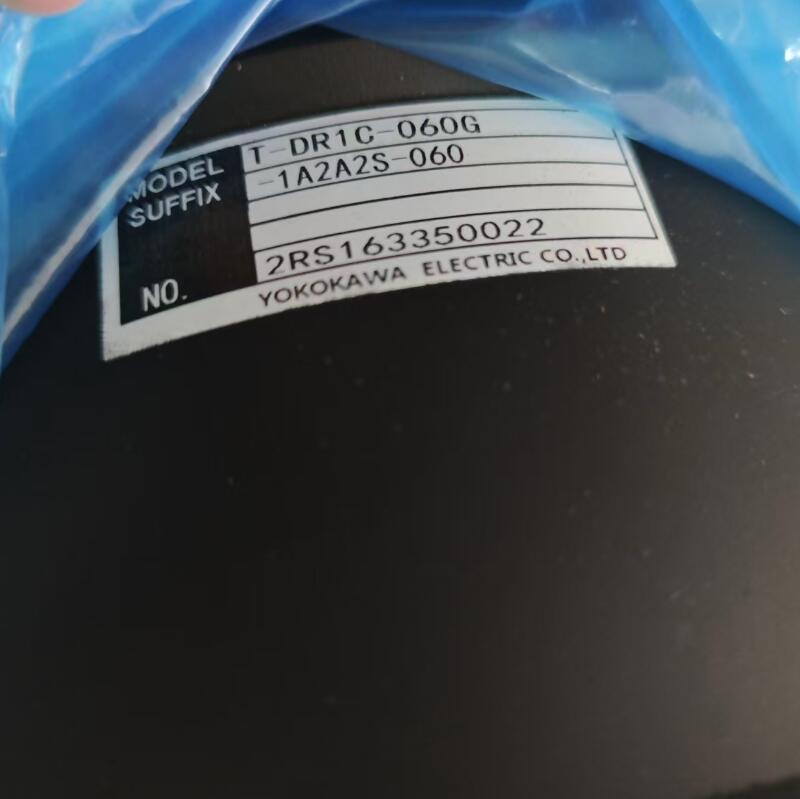 MODEL T-DR1C-060G
SUFFIX -1A2A2S-060
NO. 2RS163350022
YOKOKAWA ELECTRIC CO.,LTD